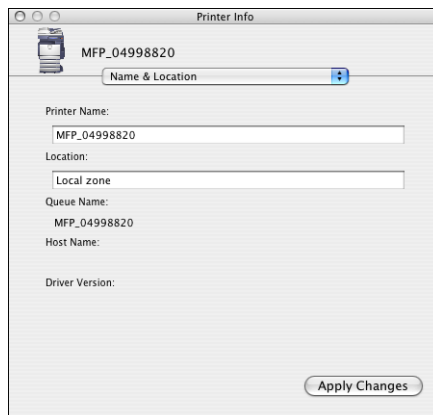 Printer Info
MFP_04998820
Name & Location
Printer Name:
MFP_04998820
Location:
Local zone
Queue Name:
MFP_04998820
Host Name:
Driver Version:
Apply Changes